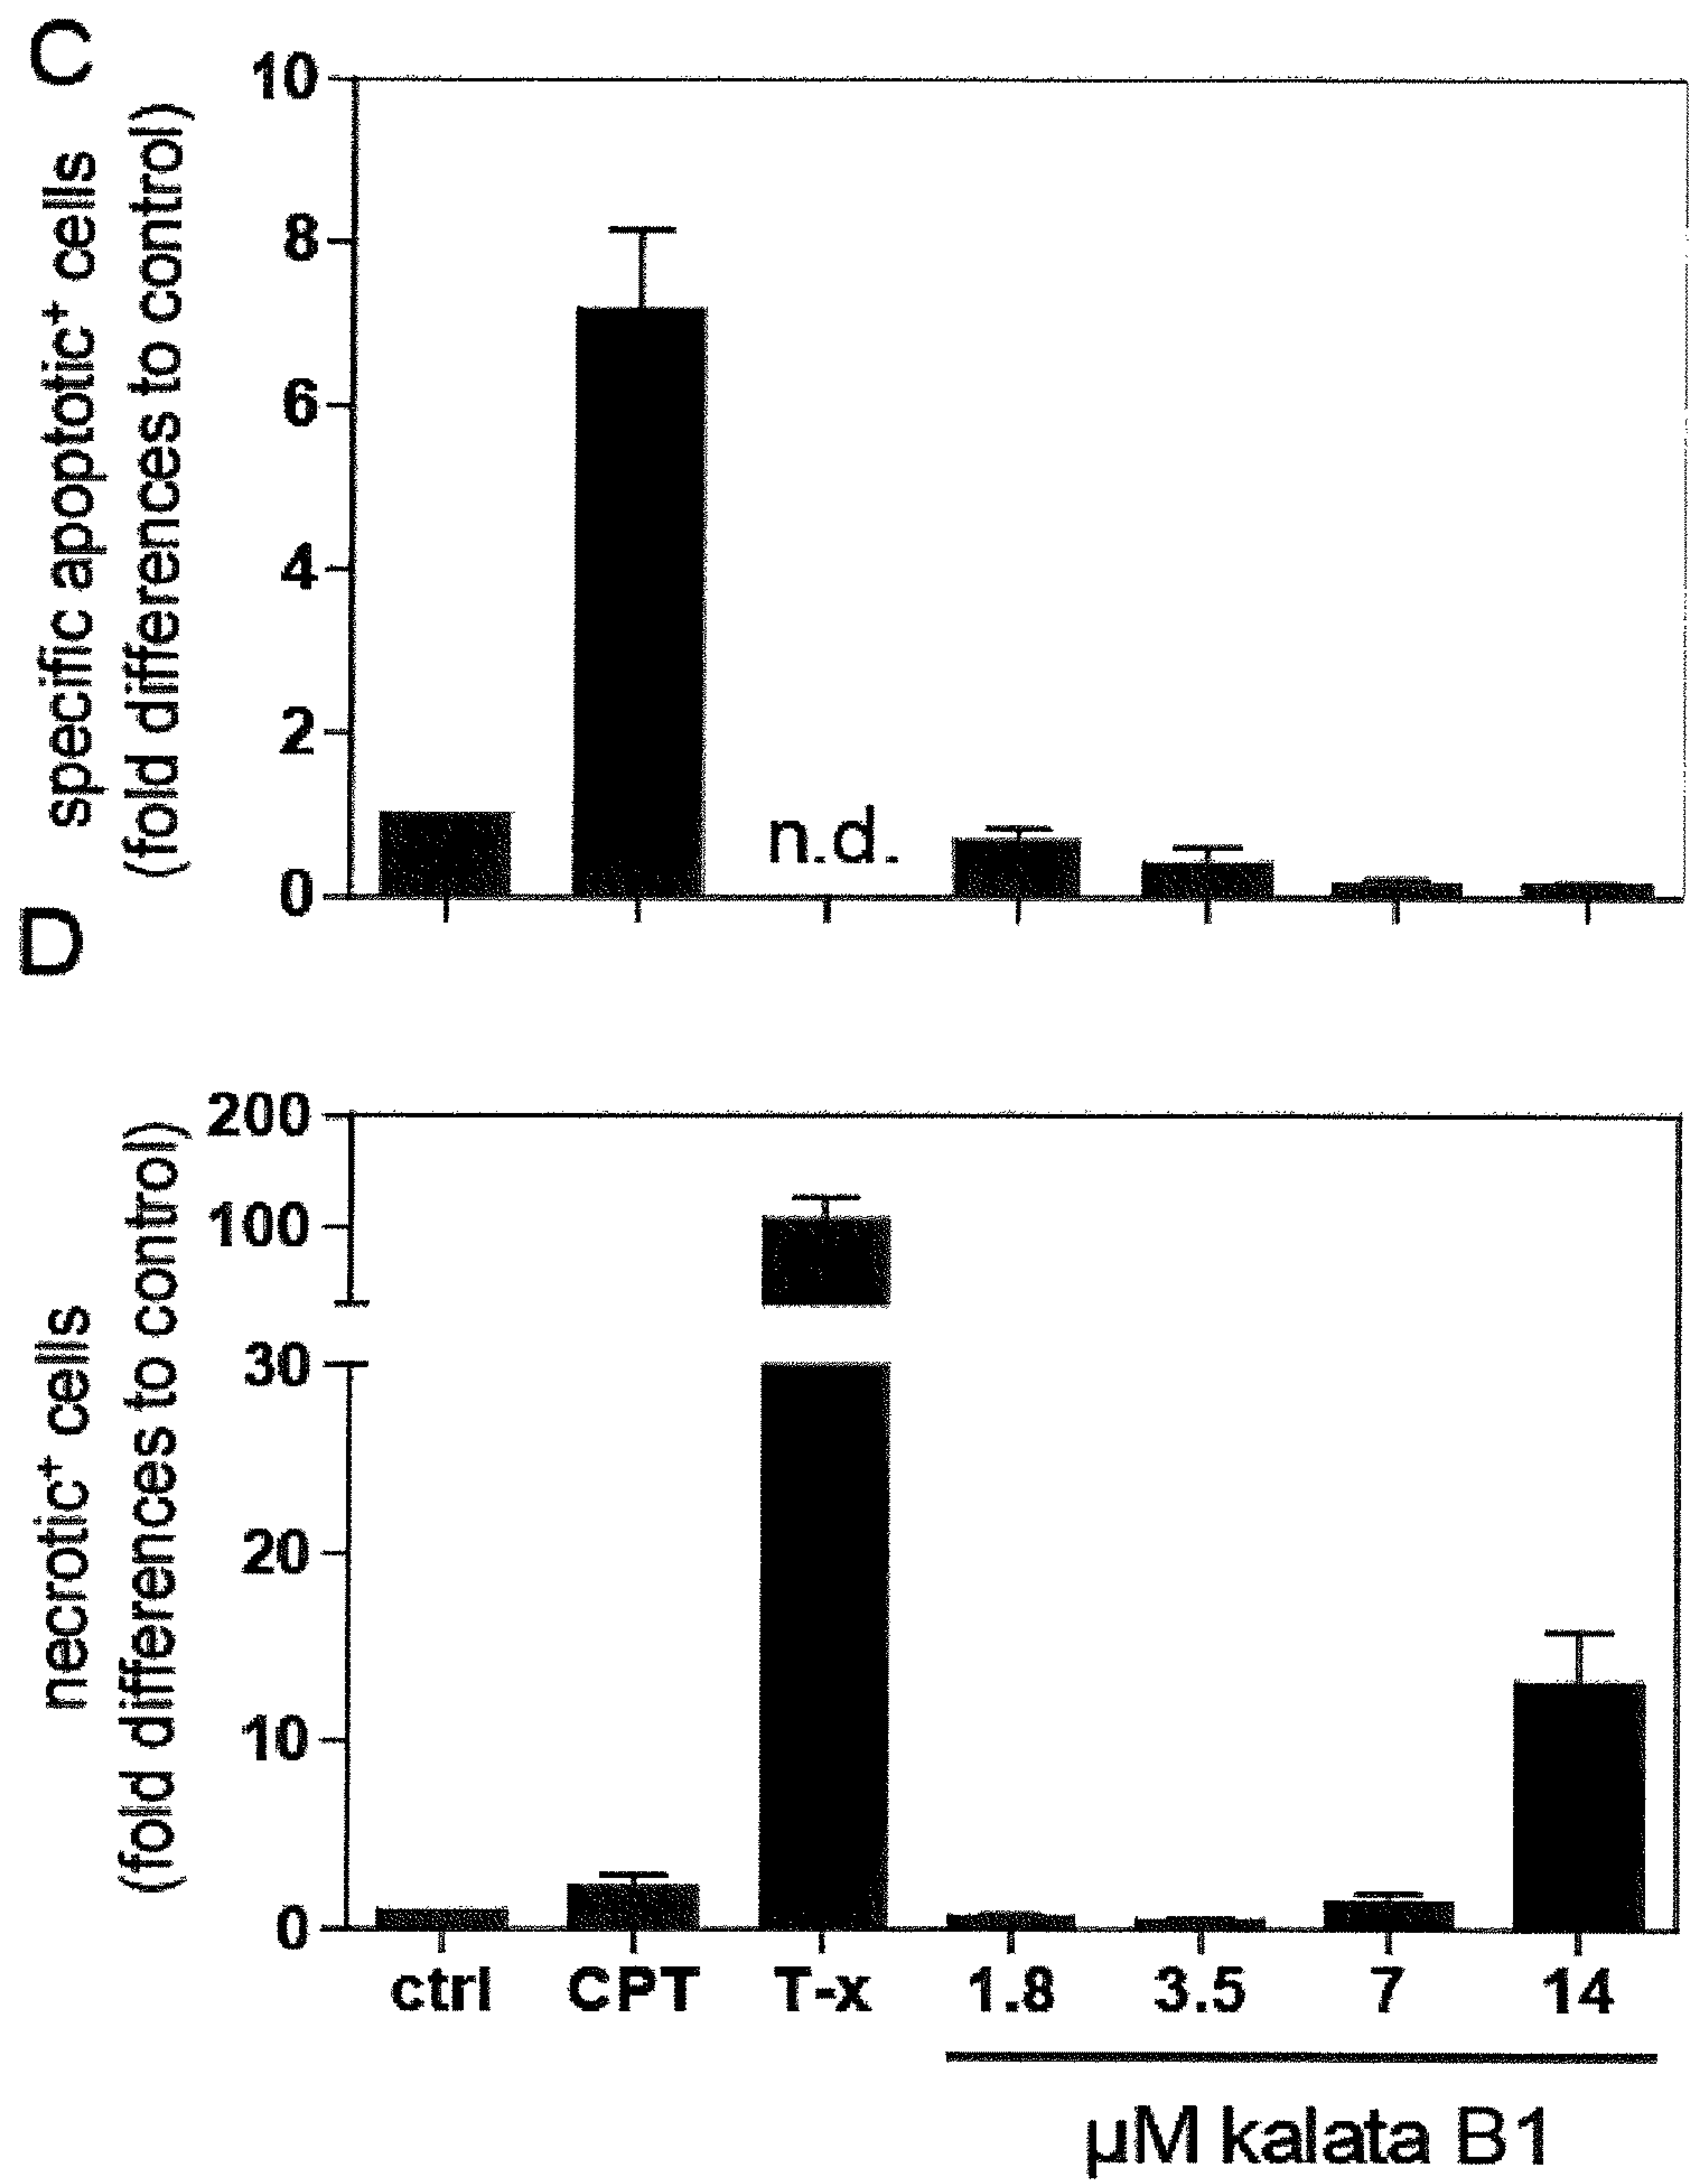 C
specific apoptotic⁺ cells
(fold differences to control)
10
8
6
4
2
0
n.d.
D
necrotic⁺ cells
(fold differences to control)
200
100
30
20
10
0
ctrl CPT T-x 1.8 3.5 7 14
µM kalata B1